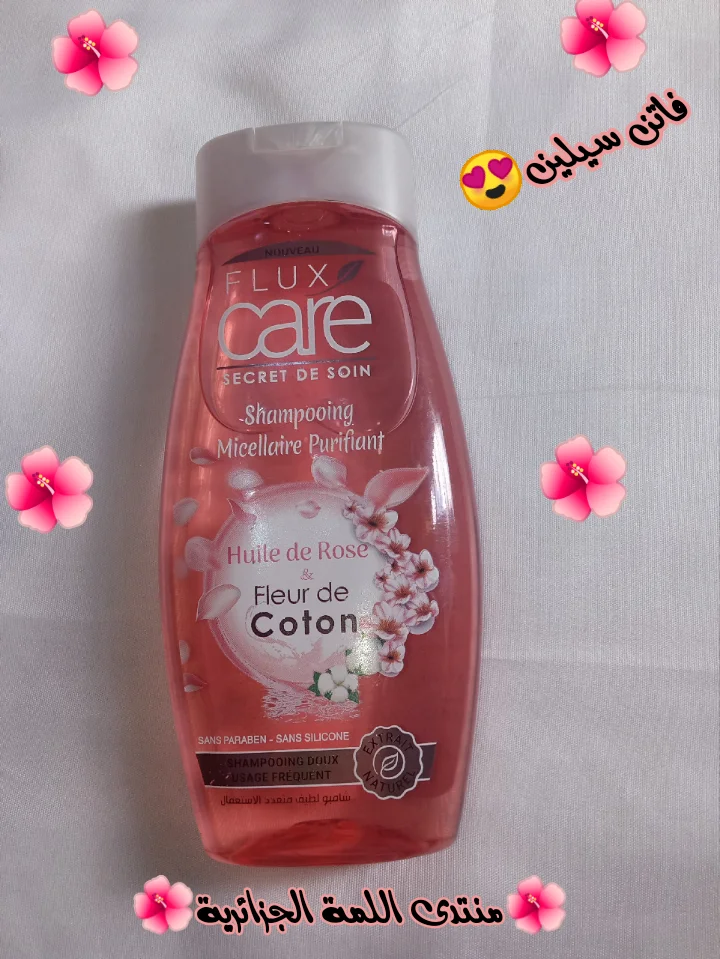 فاتن سيلين
NOUVEAU
FLUX
care
SECRET DE SOIN
Shampooing
Micellaire Purifiant
Huile de Rose
&
Fleur de
Coton
SANS PARABEN - SANS SILICONE
SHAMPOOING DOUX
USAGE FRÉQUENT
EXTRAIT
NATUREL
شامبو لطيف متعدد الاستعمال
منتدى اللمة الجزائرية